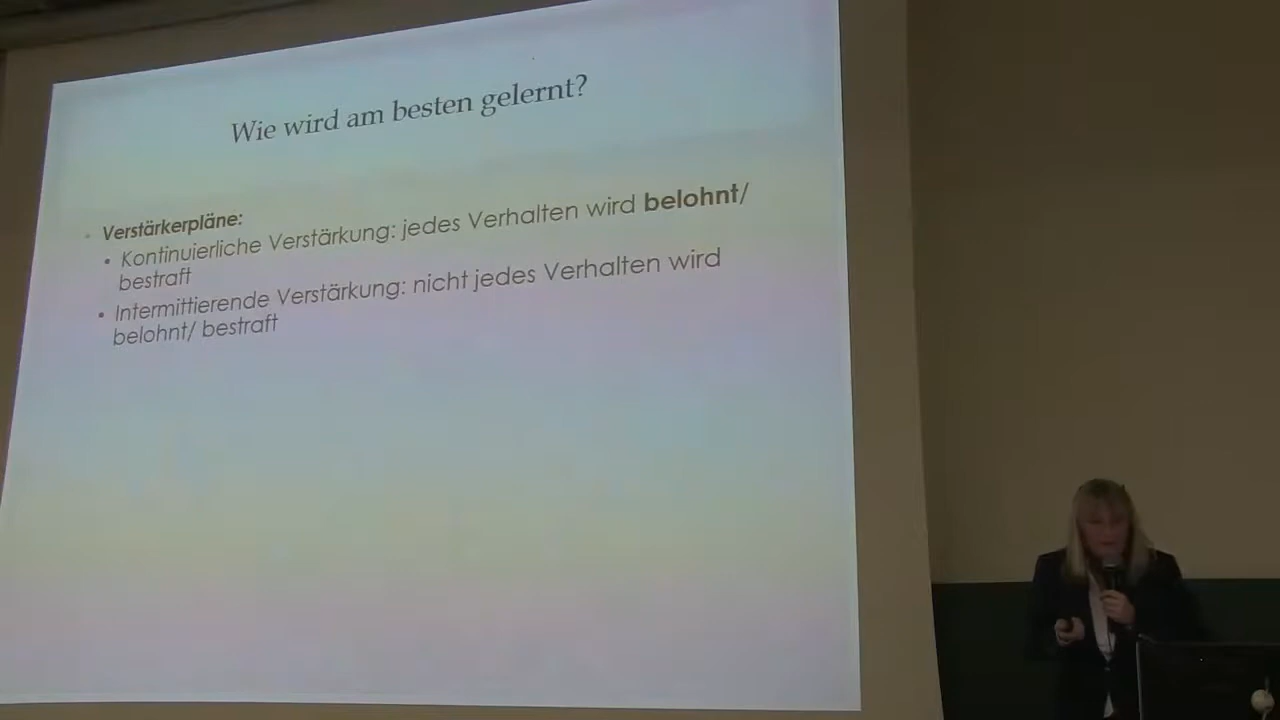 Wie wird am besten gelernt?
• Verstärkerpläne:
• Kontinuierliche Verstärkung: jedes Verhalten wird belohnt/
bestraft
• Intermittierende Verstärkung: nicht jedes Verhalten wird
belohnt/ bestraft